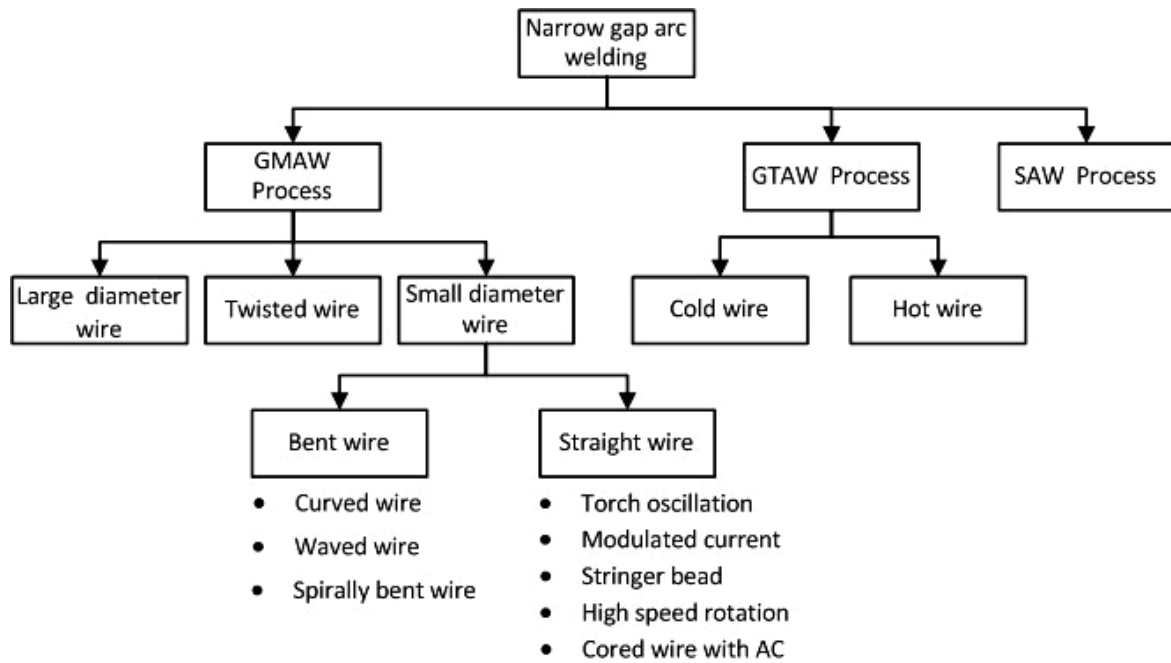 Narrow gap arc
welding
GMAW
Process
GTAW Process
SAW Process
Large diameter
wire
Twisted wire
Small diameter
wire
Cold wire
Hot wire
Bent wire
Straight wire
• Curved wire
• Waved wire
• Spirally bent wire
• Torch oscillation
• Modulated current
• Stringer bead
• High speed rotation
• Cored wire with AC